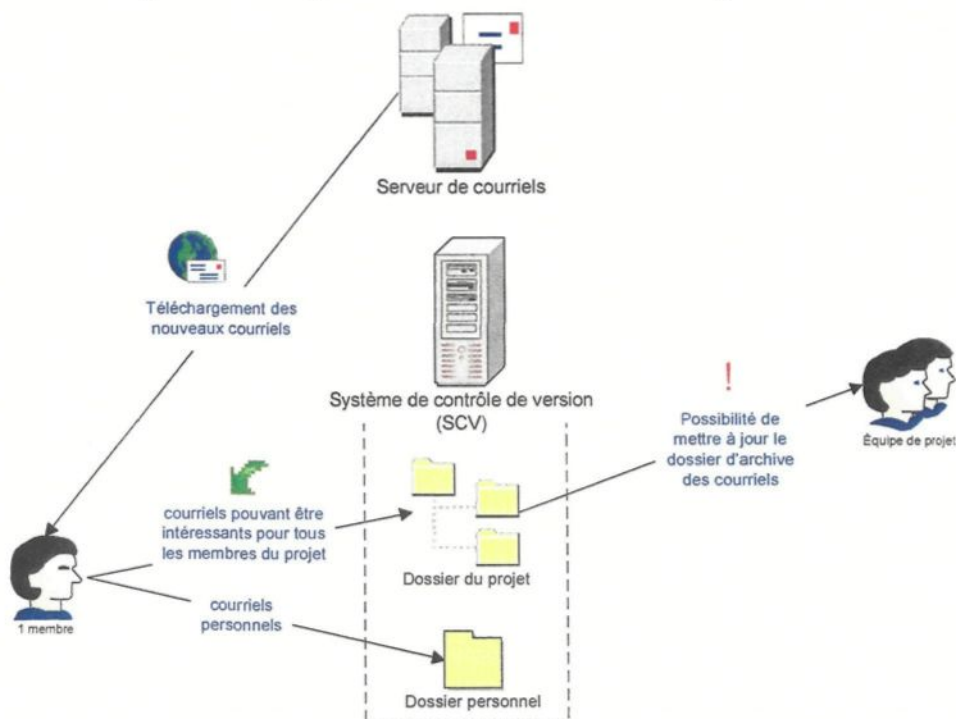 Serveur de courriels
Téléchargement des
nouveaux courriels
Système de contrôle de version
(SCV)
!
Possibilité de
mettre à jour le
dossier d'archive
des courriels
Équipe de projet
courriels pouvant être
intéressants pour tous
les membres du projet
Dossier du projet
1 membre
courriels
personnels
Dossier personnel